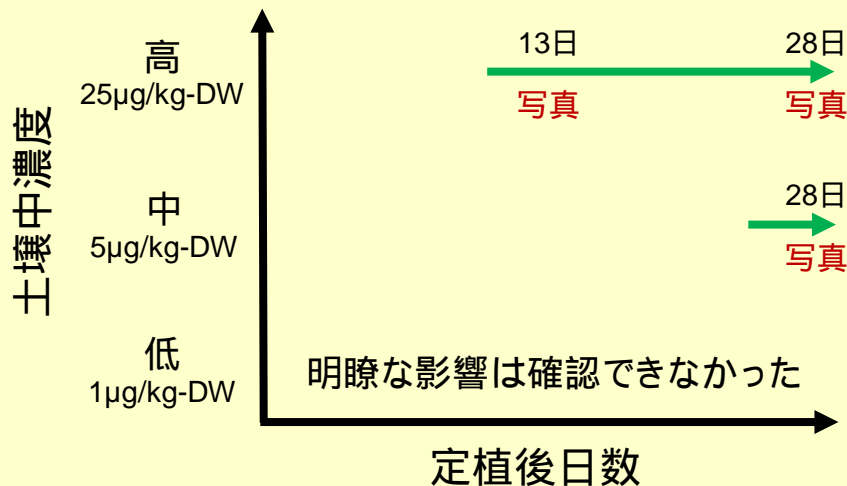 土壌中濃度
高
25µg/kg-DW
13日
28日
写真
写真
中
5µg/kg-DW
28日
写真
低
1µg/kg-DW
明瞭な影響は確認できなかった
定植後日数